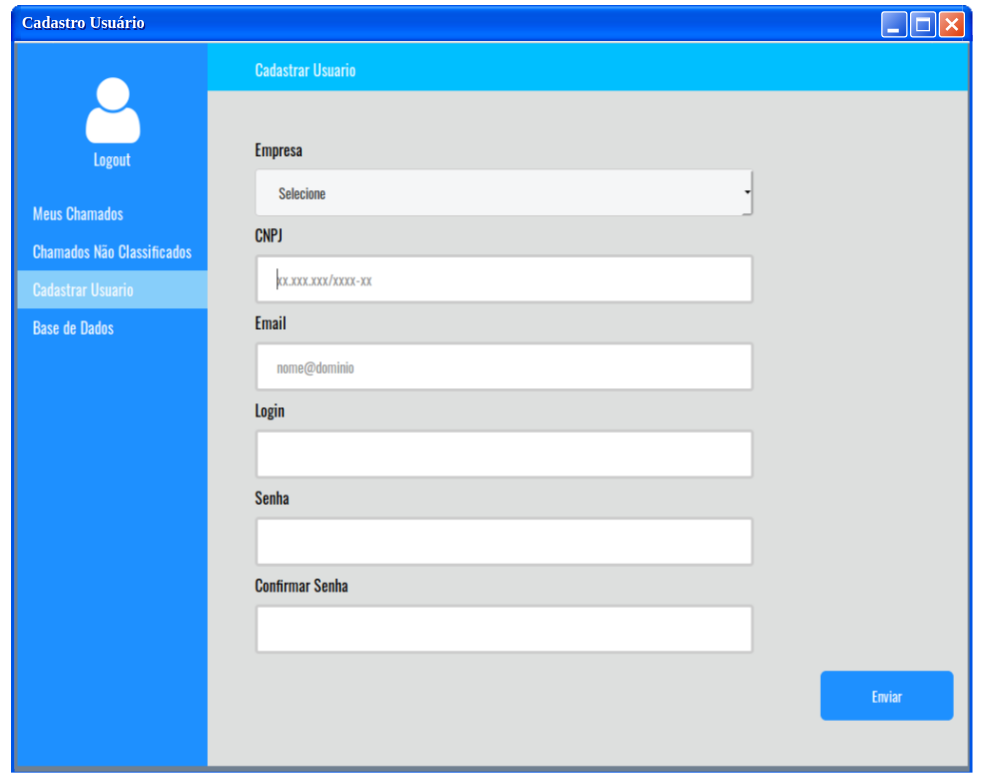 Cadastro Usuário
Logout
Meus Chamados
Chamados Não Classificados
Cadastrar Usuario
Base de Dados
Cadastrar Usuario
Empresa
Selecione
CNPJ
xx.xxx.xxx/xxxx-xx
Email
nome@dominio
Login
Senha
Confirmar Senha
Enviar